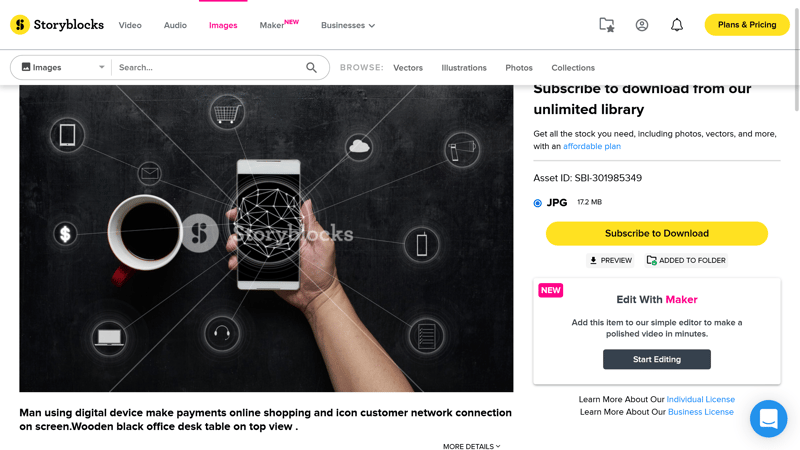 Storyblocks
Video
Audio
Images
Maker NEW
Businesses
Plans & Pricing
Images
Search...
BROWSE:
Vectors
Illustrations
Photos
Collections
Subscribe to download from our
unlimited library
Get all the stock you need, including photos, vectors, and more,
with an affordable plan
Asset ID: SBI-301985349
JPG
17.2 MB
Subscribe to Download
PREVIEW
ADDED TO FOLDER
NEW
Edit With Maker
Add this item to our simple editor to make a
polished video in minutes.
Start Editing
Learn More About Our Individual License
Learn More About Our Business License
$
Storyblocks
Man using digital device make payments online shopping and icon customer network connection
on screen.Wooden black office desk table on top view .
MORE DETAILS